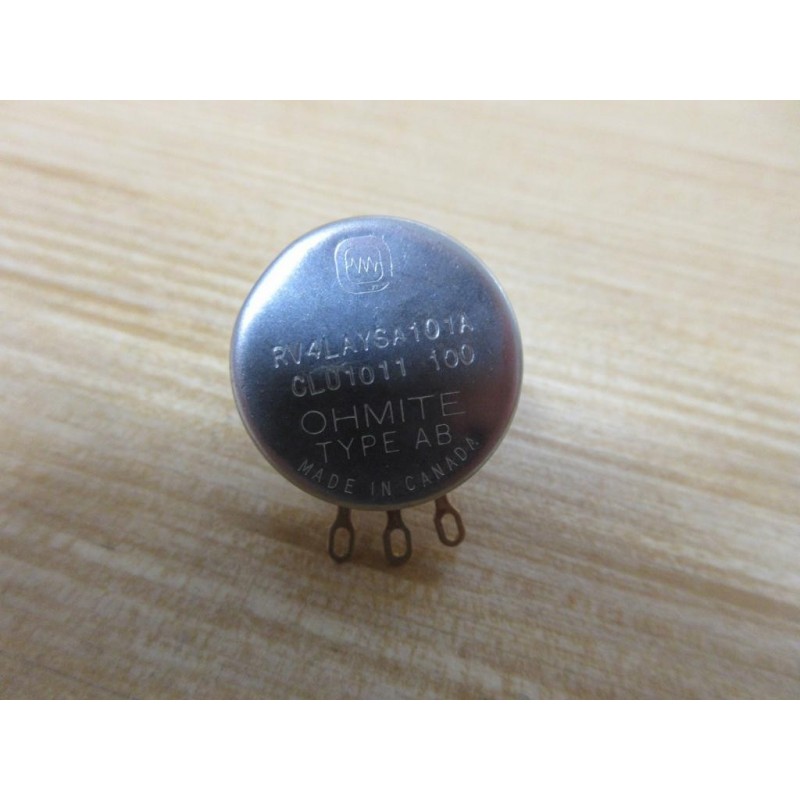 RV4LAYSA101A
CLU1011 100
OHMITE
TYPE AB
MADE IN CANADA